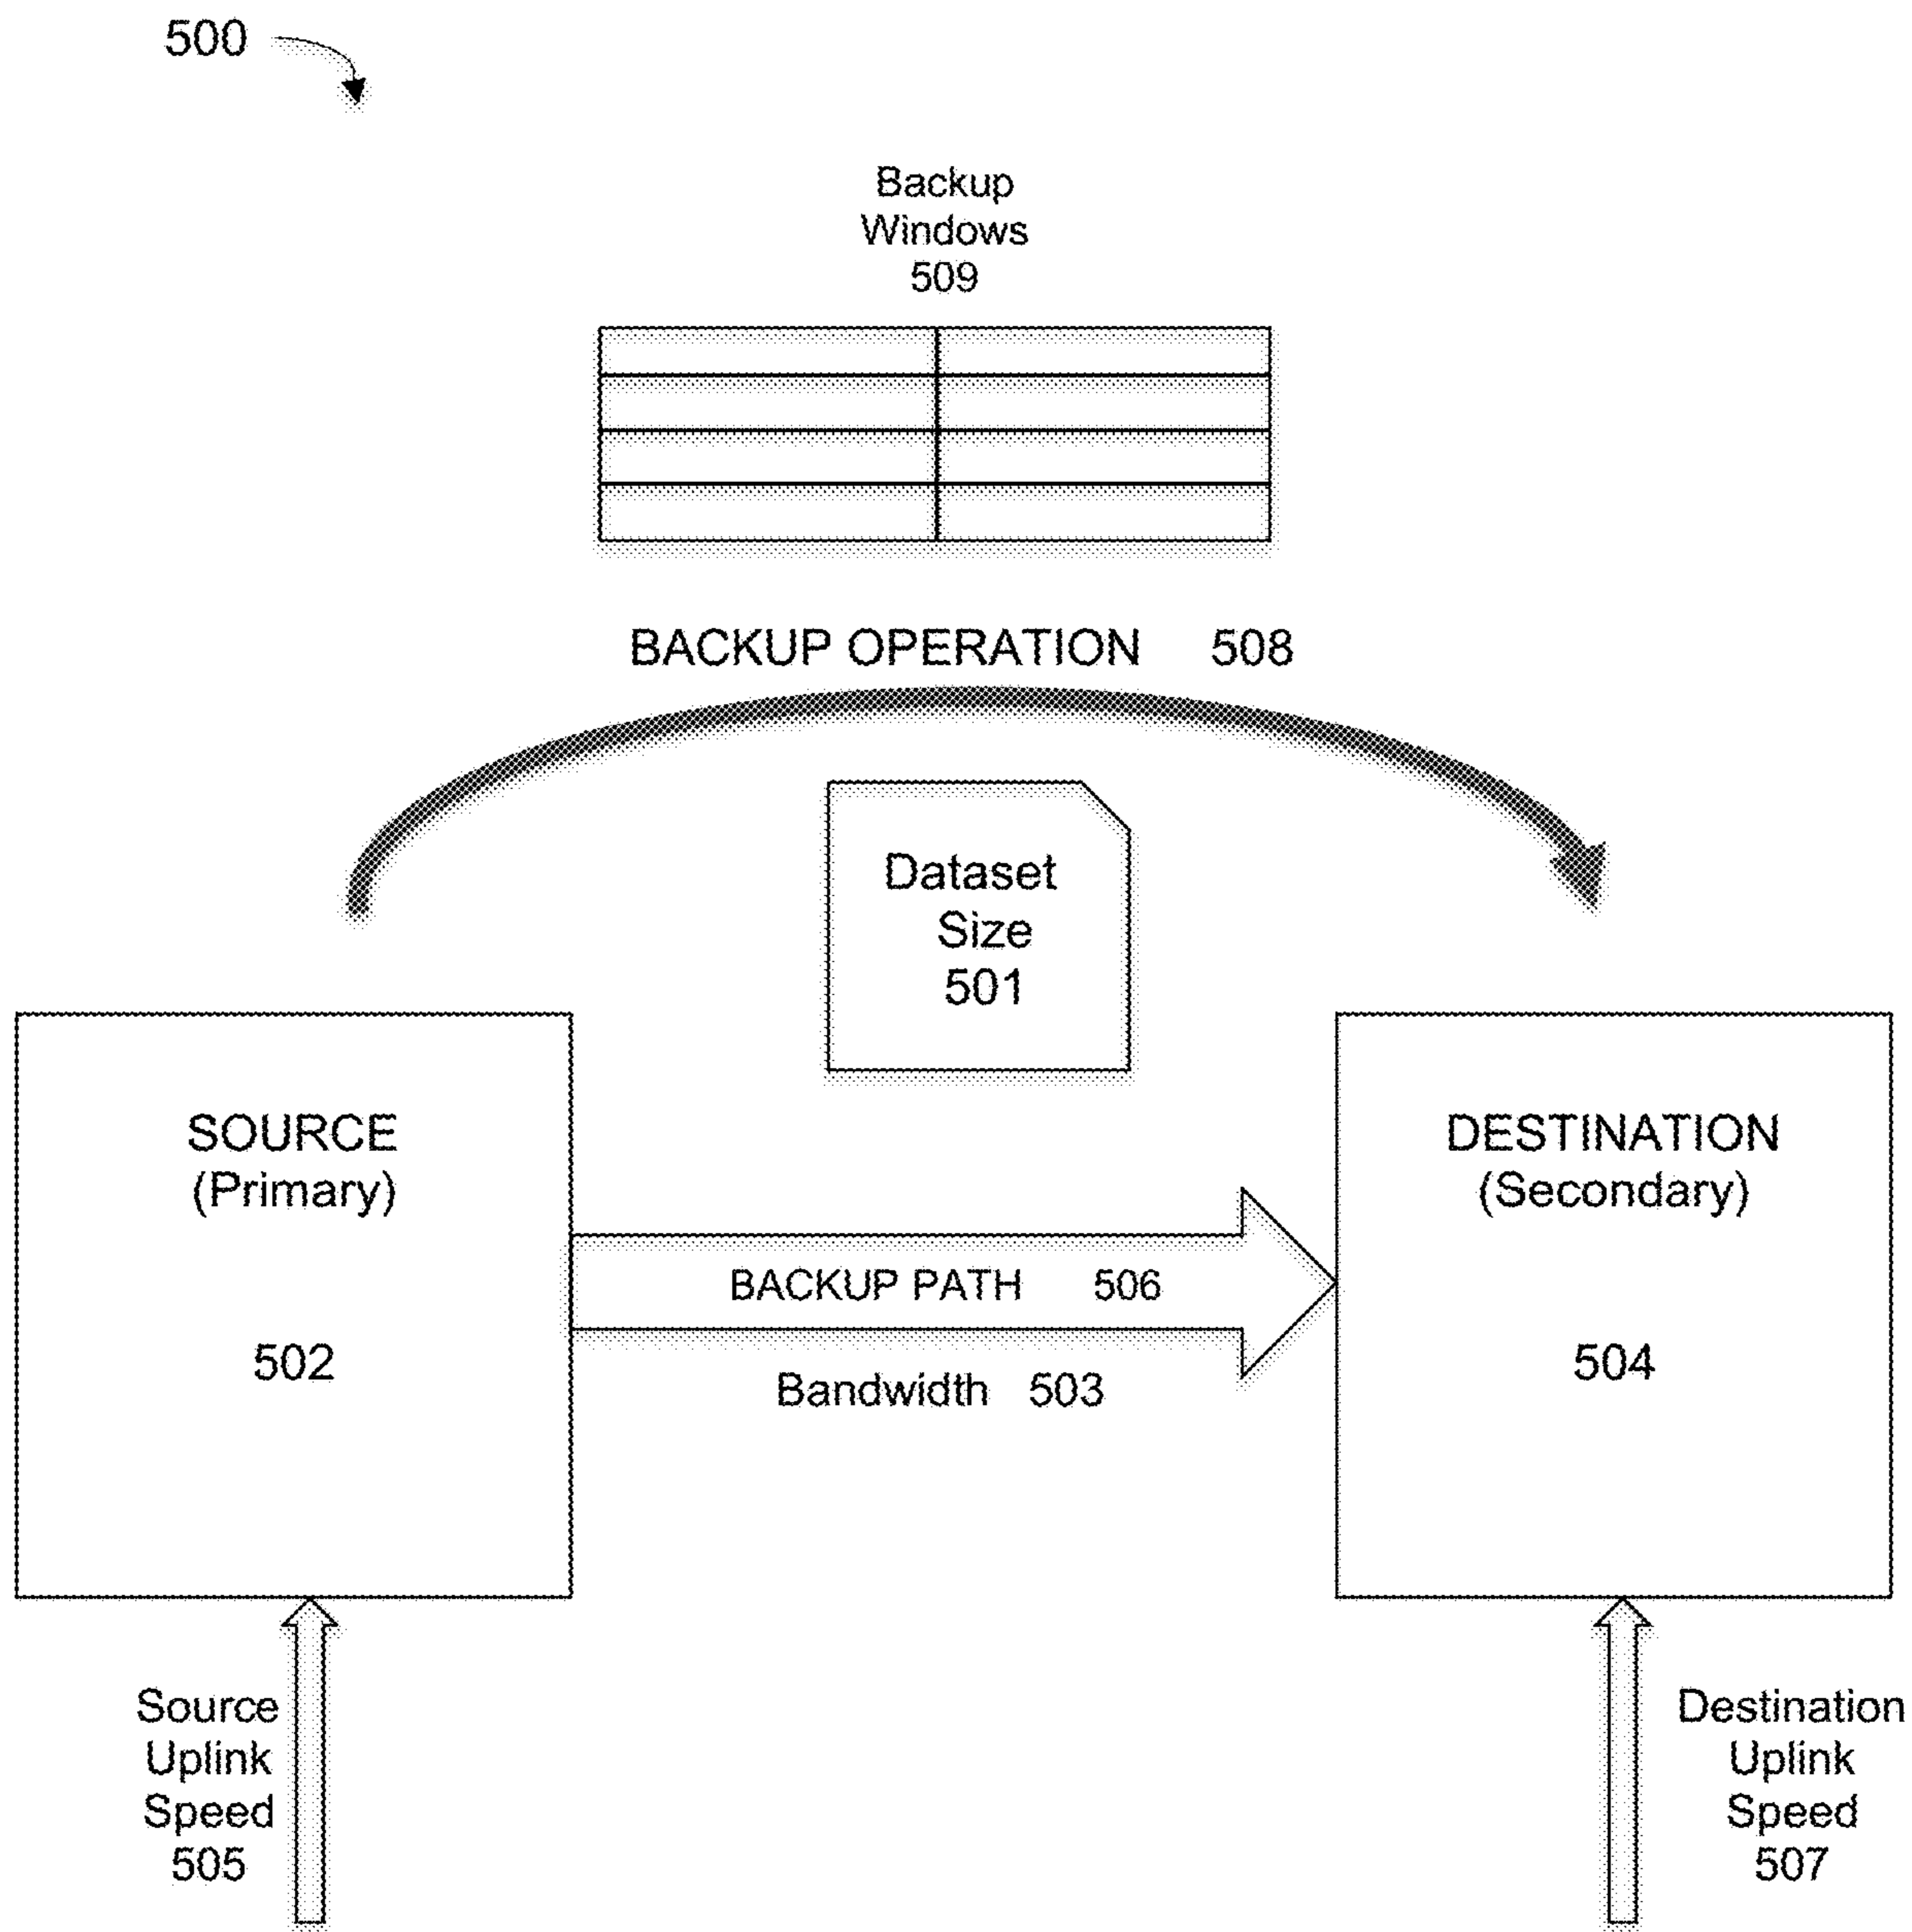 500
Backup
Windows
509
BACKUP OPERATION 508
Dataset
Size
501
SOURCE
(Primary)
502
BACKUP PATH 506
Bandwidth 503
DESTINATION
(Secondary)
504
Source
Uplink
Speed
505
Destination
Uplink
Speed
507